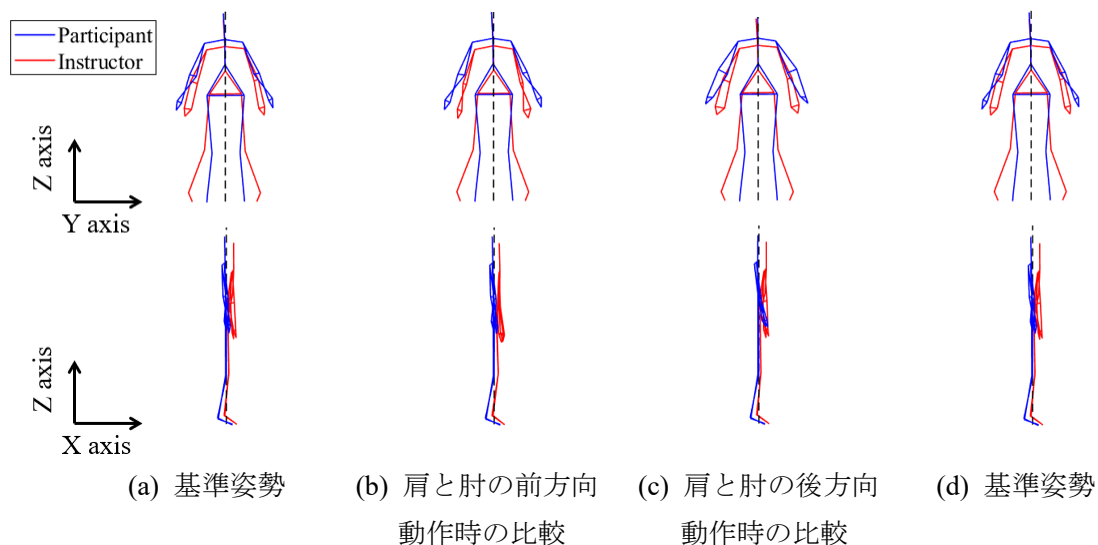 Participant
Instructor
Z axis
Y axis
Z axis
X axis
(a) 基準姿勢
(b) 肩と肘の前方向
動作時の比較
(c) 肩と肘の後方向
動作時の比較
(d) 基準姿勢